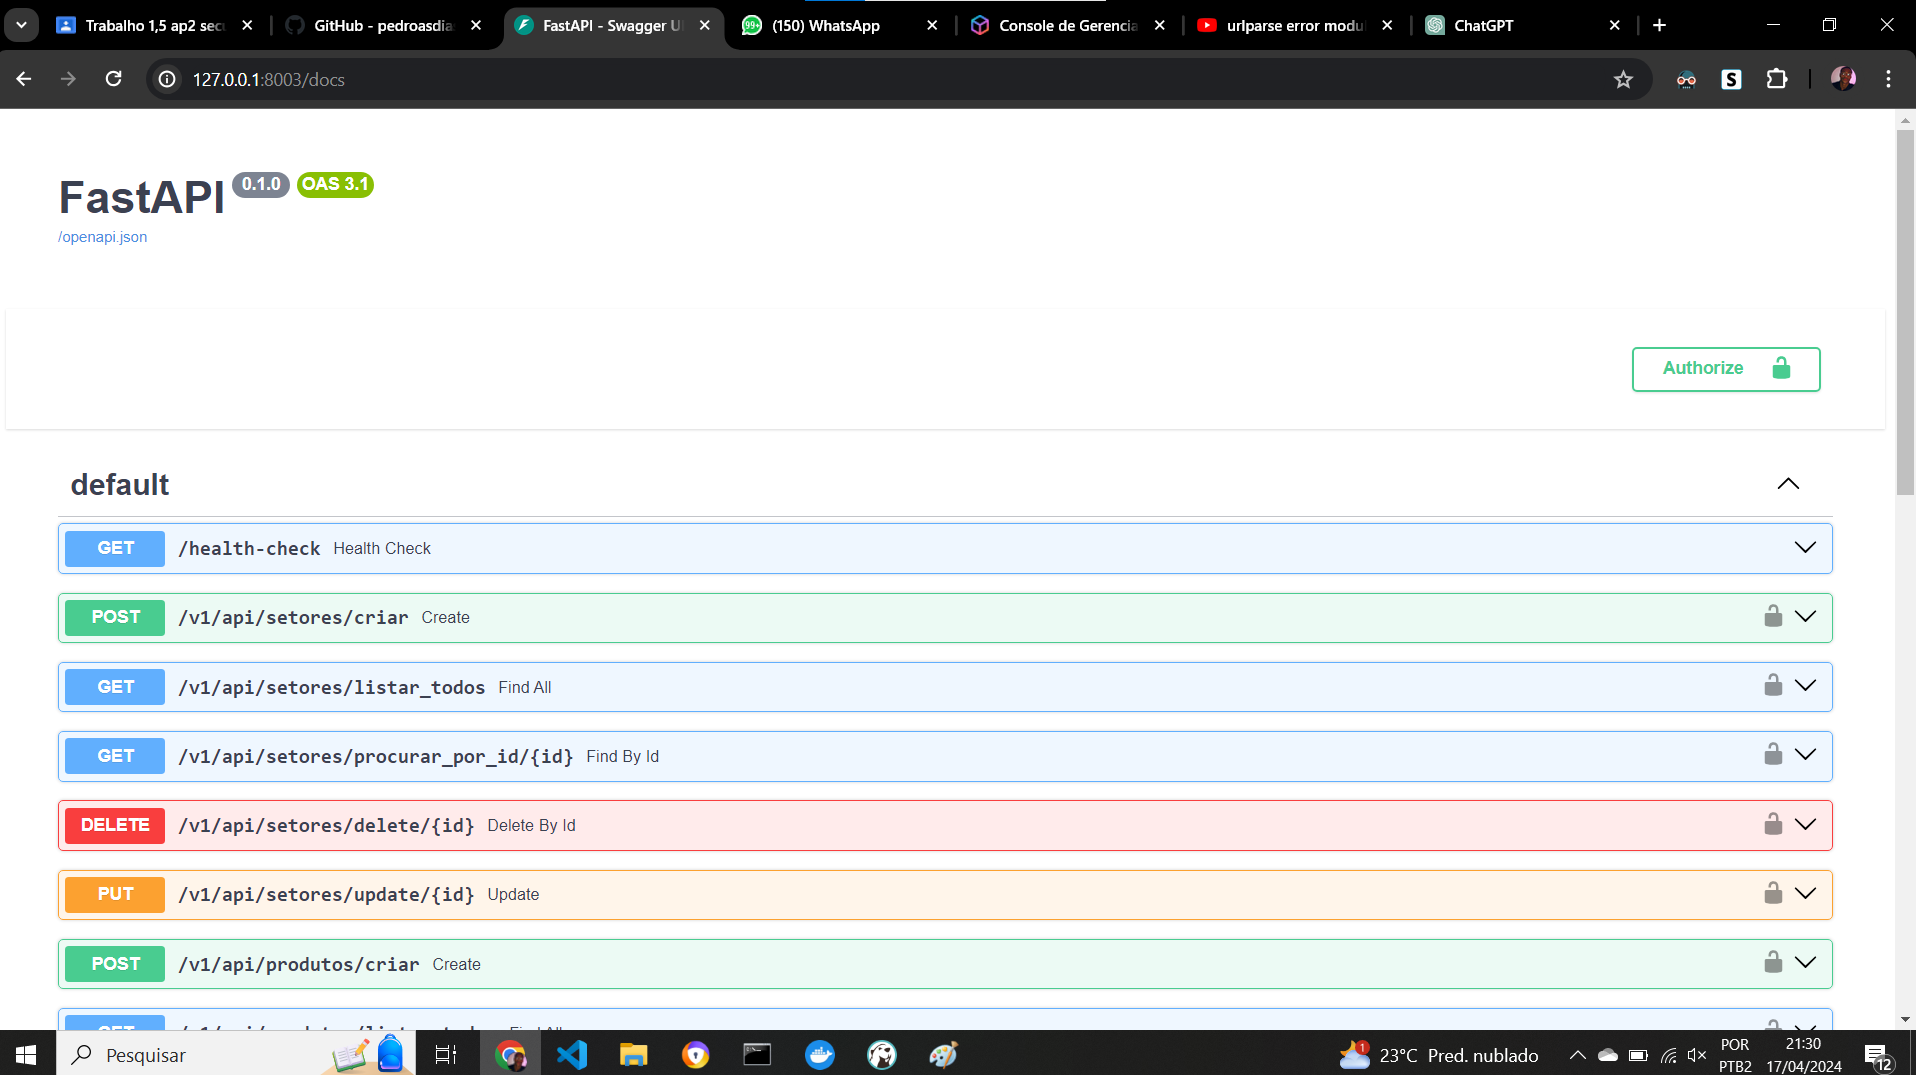 Trabalho 1,5 ap2 sec
GitHub - pedroasdia
FastAPI - Swagger U
(150) WhatsApp
Console de Gerencia
urlparse error modu
ChatGPT
127.0.0.1:8003/docs
FastAPI 0.1.0 OAS 3.1
/openapi.json
Authorize
default
GET /health-check Health Check
POST /v1/api/setores/criar Create
GET /v1/api/setores/listar_todos Find All
GET /v1/api/setores/procurar_por_id/{id} Find By Id
DELETE /v1/api/setores/delete/{id} Delete By Id
PUT /v1/api/setores/update/{id} Update
POST /v1/api/produtos/criar Create
Pesquisar
23°C Pred. nublado
POR
PTB2
21:30
17/04/2024
12